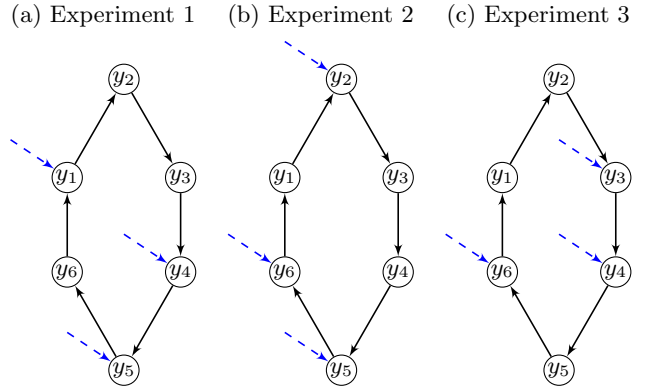 (a) Experiment 1 (b) Experiment 2 (c) Experiment 3
y₂ y₂ y₂
y₁ y₃ y₁ y₃ y₁ y₃
y₆ y₄ y₆ y₄ y₆ y₄
y₅ y₅ y₅